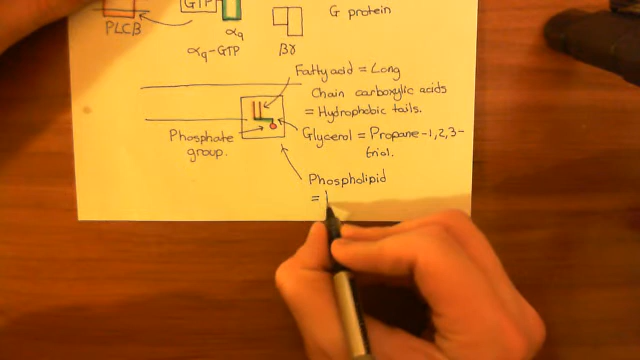 GTP
PLCβ
αq
αq-GTP
βγ
G protein
Fatty acid = Long
Chain carboxylic acids
= Hydrophobic tails.
Phosphate
group.
Glycerol = Propane-1,2,3-
triol.
Phospholipid
=